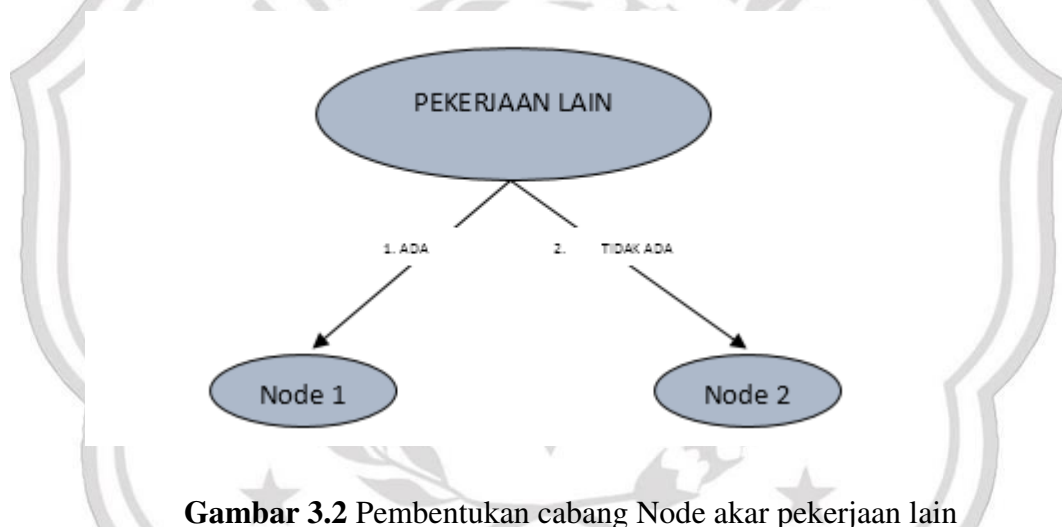 PEKERJAAN LAIN
1. ADA 2. TIDAK ADA
Node 1 Node 2
Gambar 3.2 Pembentukan cabang Node akar pekerjaan lain